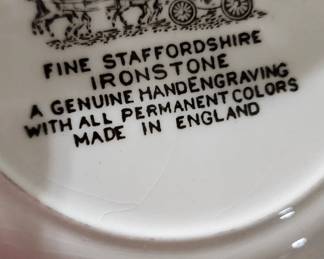 FINE STAFFORDSHIRE
IRONSTONE
A GENUINE HANDENGRAVING
WITH ALL PERMANENT COLORS
MADE IN ENGLAND